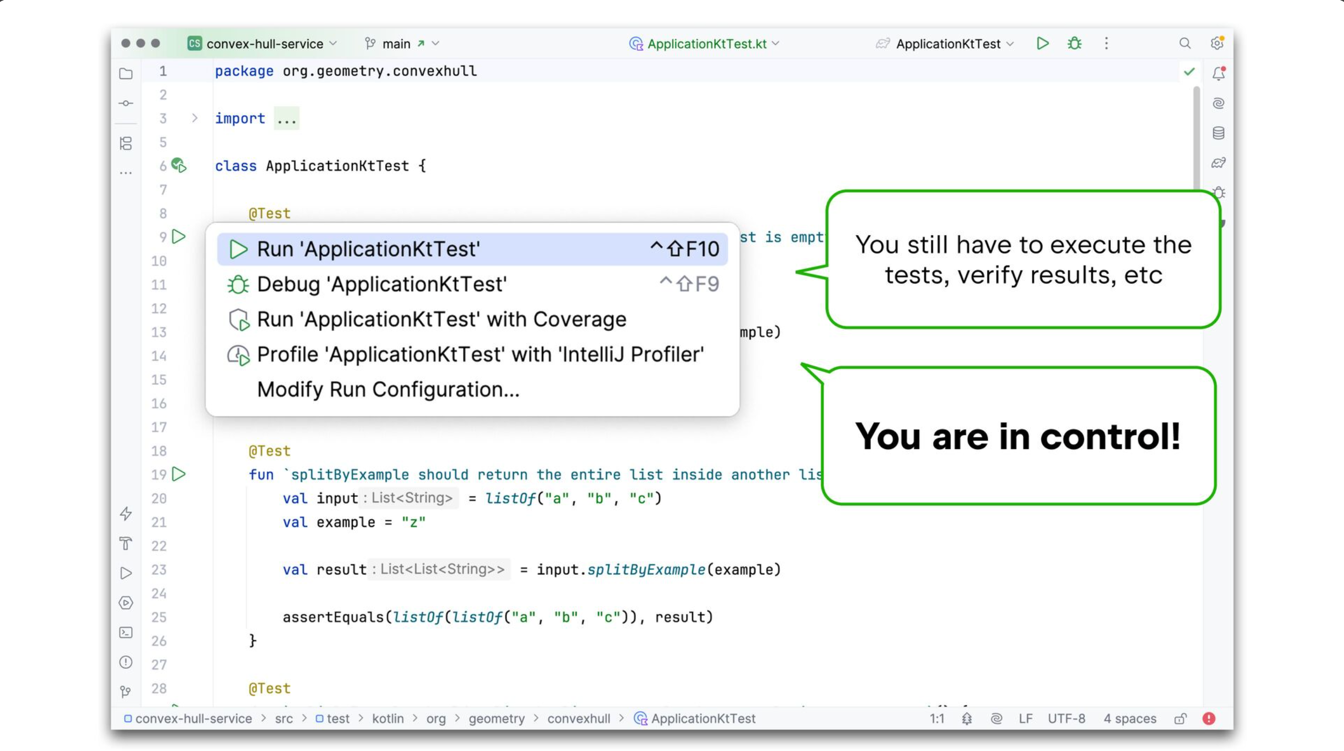 CS convex-hull-service main ApplicationKtTest.kt ApplicationKtTest
1 package org.geometry.convexhull
2
3 import ...
5
6 class ApplicationKtTest {
7
8 @Test
9 st is empt
10
11
12
13 mple)
14
15
16
17
18 @Test
19 fun `splitByExample should return the entire list inside another lis
20 val input : List<String> = listOf("a", "b", "c")
21 val example = "z"
22
23 val result : List<List<String>> = input.splitByExample(example)
24
25 assertEquals(listOf(listOf("a", "b", "c")), result)
26 }
27
28 @Test
Run 'ApplicationKtTest' ^⇧F10
Debug 'ApplicationKtTest' ^⇧F9
Run 'ApplicationKtTest' with Coverage
Profile 'ApplicationKtTest' with 'IntelliJ Profiler'
Modify Run Configuration...
You still have to execute the
tests, verify results, etc
You are in control!
convex-hull-service > src > test > kotlin > org > geometry > convexhull > ApplicationKtTest 1:1 LF UTF-8 4 spaces